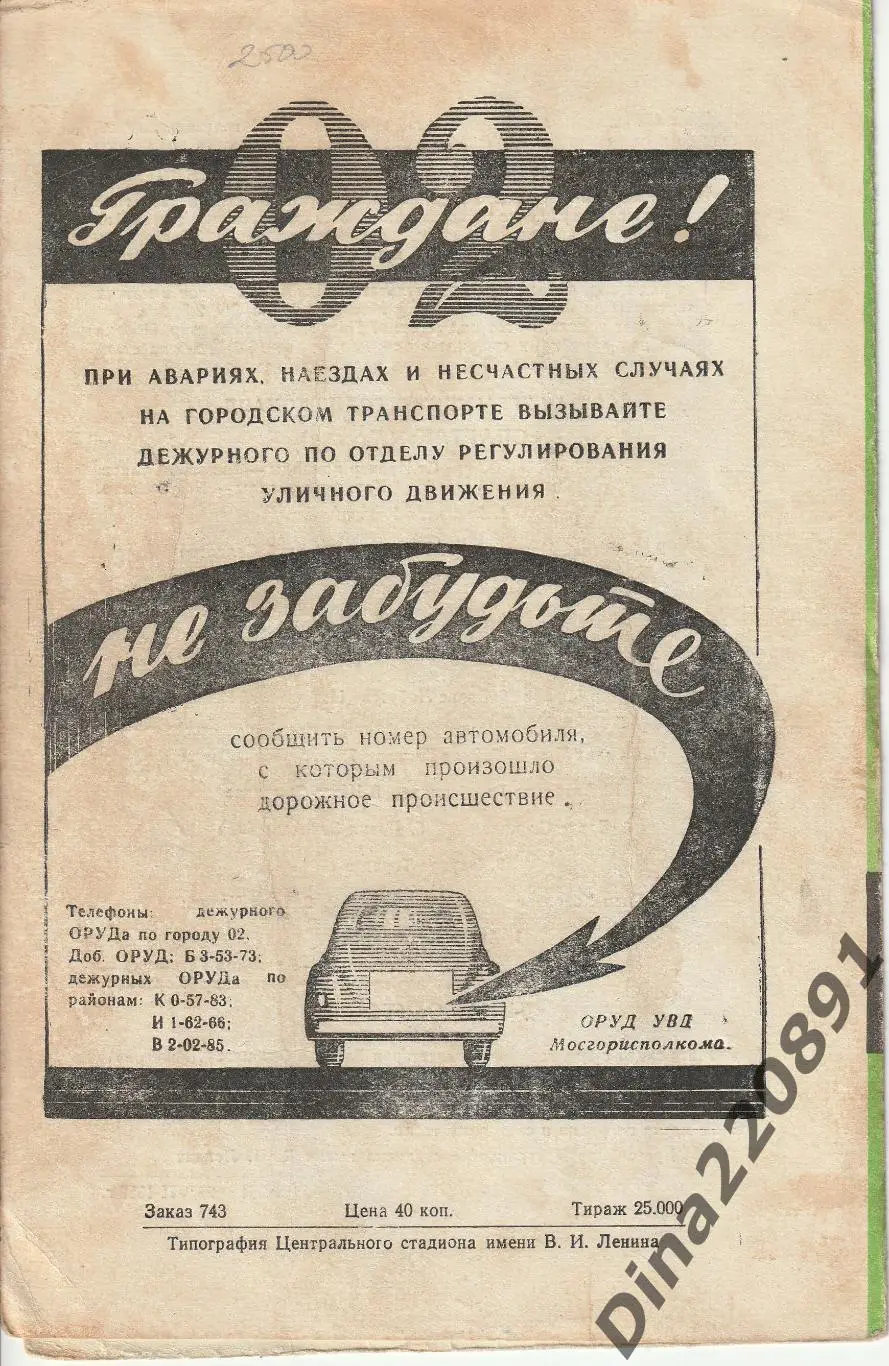 2500
02
Граждане!
ПРИ АВАРИЯХ, НАЕЗДАХ И НЕСЧАСТНЫХ СЛУЧАЯХ
НА ГОРОДСКОМ ТРАНСПОРТЕ ВЫЗЫВАЙТЕ
ДЕЖУРНОГО ПО ОТДЕЛУ РЕГУЛИРОВАНИЯ
УЛИЧНОГО ДВИЖЕНИЯ.
не забудьте
сообщить номер автомобиля,
с которым произошло
дорожное происшествие.
Телефоны: дежурного
ОРУДа по городу 02.
Доб. ОРУД; Б 3-53-73;
дежурных ОРУДа по
районам: К 0-57-83;
И 1-62-66;
В 2-02-85.
ОРУД УВД
Мосгорисполкома.
Заказ 743 Цена 40 коп. Тираж 25.000
Типография Центрального стадиона имени В. И. Ленина
Dina220891